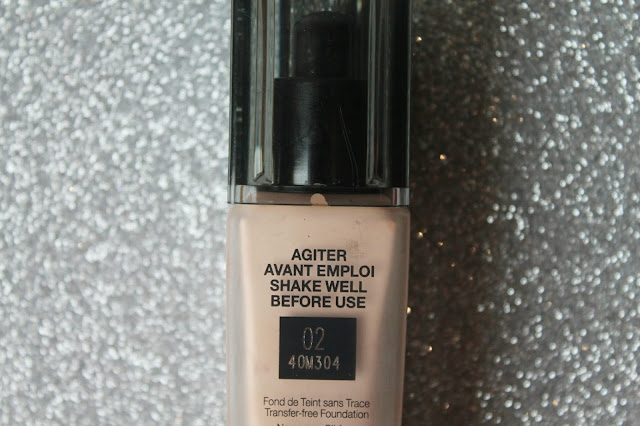 AGITER
AVANT EMPLOI
SHAKE WELL
BEFORE USE
02
40M304
Fond de Teint sans Trace
Transfer-free Foundation